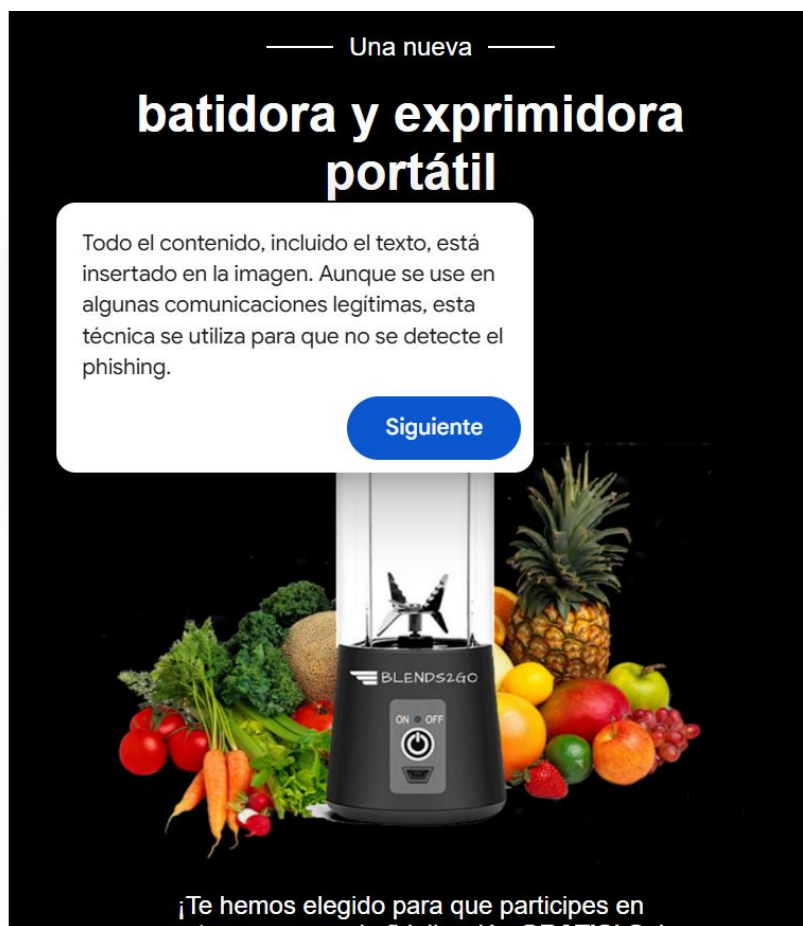 Una nueva
batidora y exprimidora
portátil
Todo el contenido, incluido el texto, está
insertado en la imagen. Aunque se use en
algunas comunicaciones legítimas, esta
técnica se utiliza para que no se detecte el
phishing.
Siguiente
BLENDS2GO
ON OFF
¡Te hemos elegido para que participes en